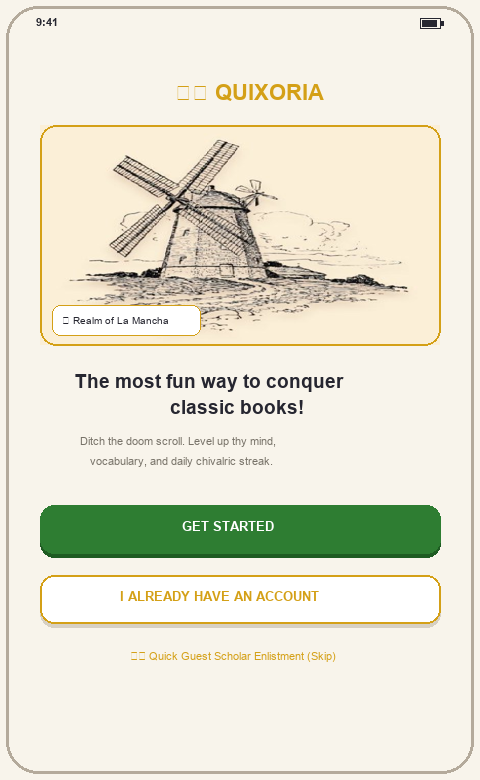 9:41
QUIXORIA
Realm of La Mancha
The most fun way to conquer
classic books!
Ditch the doom scroll. Level up thy mind,
vocabulary, and daily chivalric streak.
GET STARTED
I ALREADY HAVE AN ACCOUNT
Quick Guest Scholar Enlistment (Skip)